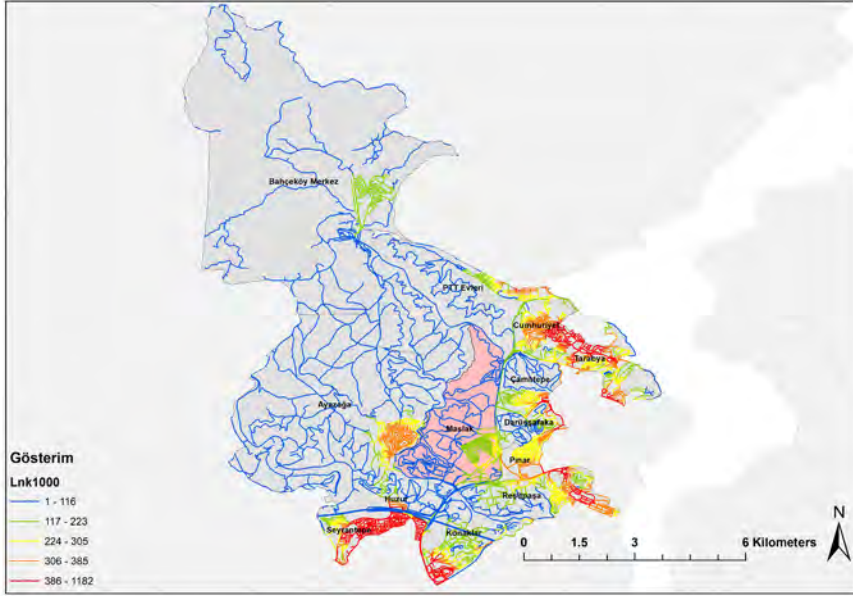 Bahçeköy Merkez
PTT Evleri
Cumhuriyet
Tarabya
Çamlıtepe
Ayazağa
Maslak
Darüşşafaka
Pınar
Reşitpaşa
Huzur
Seyrantepe
Konaklar
Gösterim
Lnk1000
1 - 116
117 - 223
224 - 305
306 - 385
386 - 1182
N
0 1.5 3 6 Kilometers